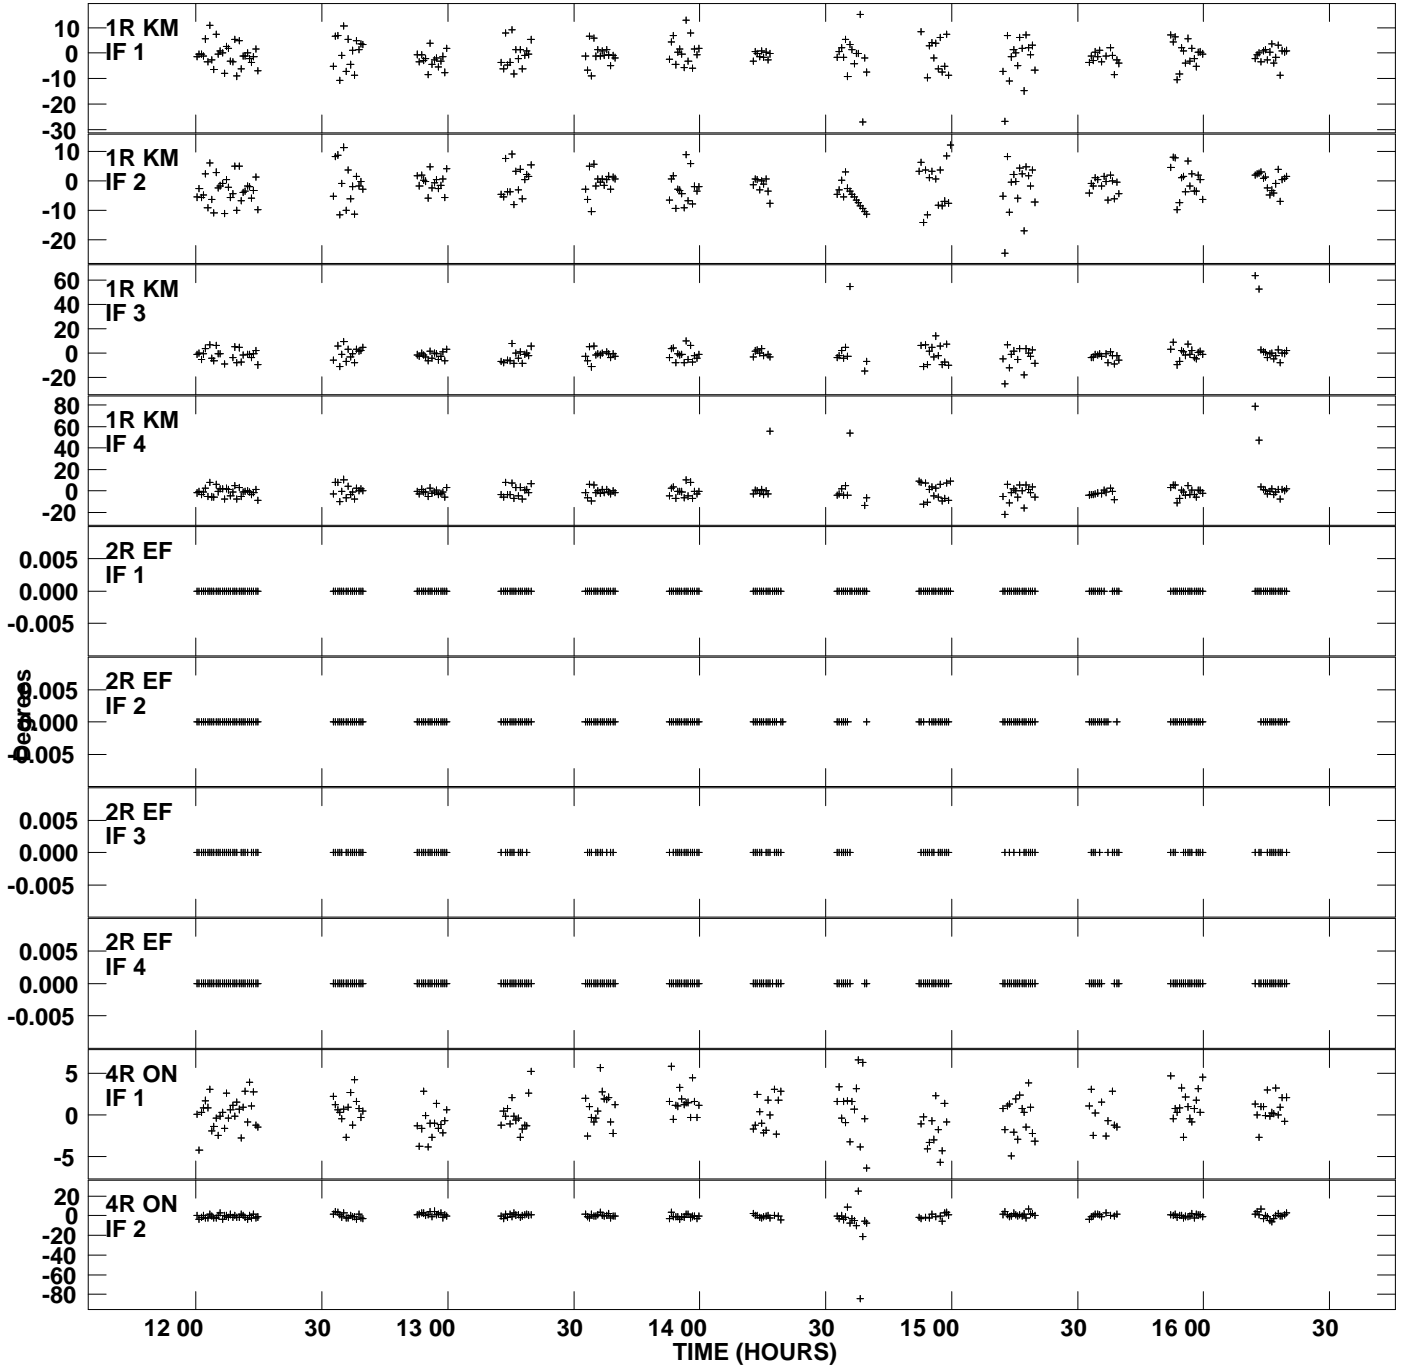 10
0
-10
-20
-30
1R KM
IF 1
10
0
-10
-20
1R KM
IF 2
60
40
20
0
-20
1R KM
IF 3
80
60
40
20
0
-20
1R KM
IF 4
0.005
0.000
-0.005
2R EF
IF 1
0.005
0.000
-0.005
2R EF
IF 2
Degrees
0.005
0.000
-0.005
2R EF
IF 3
0.005
0.000
-0.005
2R EF
IF 4
5
0
-5
4R ON
IF 1
20
0
-20
-40
-60
-80
4R ON
IF 2
12 00 30 13 00 30 14 00 30 15 00 30 16 00 30
TIME (HOURS)